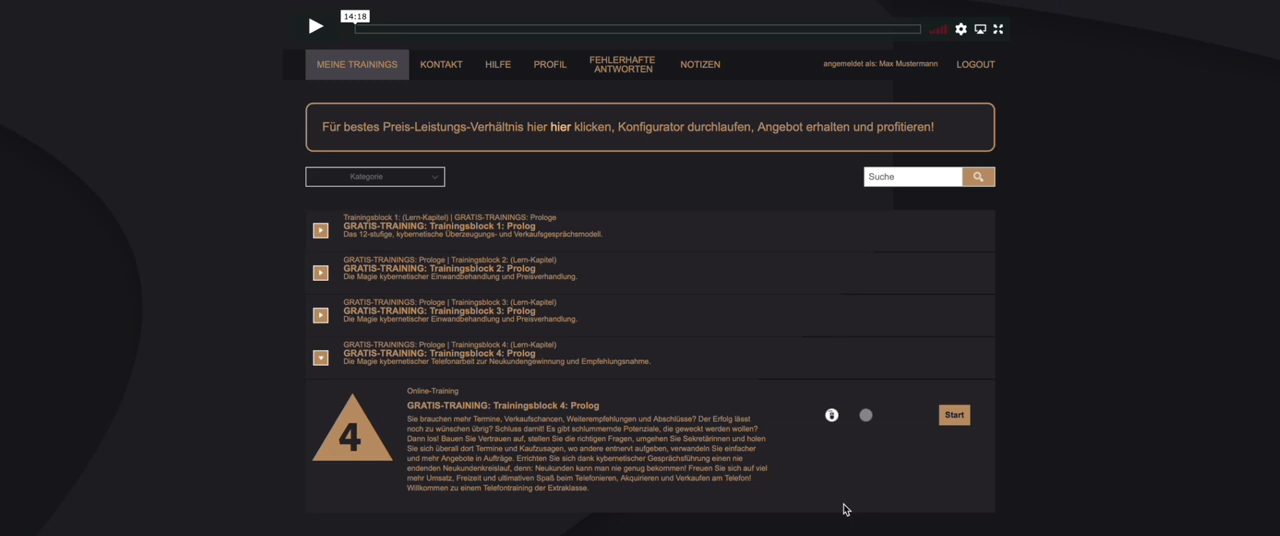 14:18
MEINE TRAININGS
KONTAKT
HILFE
PROFIL
FEHLERHAFTE
ANTWORTEN
NOTIZEN
angemeldet als: Max Mustermann
LOGOUT
Für bestes Preis-Leistungs-Verhältnis hier hier klicken, Konfigurator durchlaufen, Angebot erhalten und profitieren!
Kategorie
Suche
Trainingsblock 1: (Lern-Kapitel) | GRATIS-TRAININGS: Prologe
GRATIS-TRAINING: Trainingsblock 1: Prolog
Das 12-stufige, kybernetische Überzeugungs- und Verkaufsgesprächsmodell.
GRATIS-TRAININGS: Prologe | Trainingsblock 2: (Lern-Kapitel)
GRATIS-TRAINING: Trainingsblock 2: Prolog
Die Magie kybernetischer Einwandbehandlung und Preisverhandlung.
GRATIS-TRAININGS: Prologe | Trainingsblock 3: (Lern-Kapitel)
GRATIS-TRAINING: Trainingsblock 3: Prolog
Die Magie kybernetischer Einwandbehandlung und Preisverhandlung.
GRATIS-TRAININGS: Prologe | Trainingsblock 4: (Lern-Kapitel)
GRATIS-TRAINING: Trainingsblock 4: Prolog
Die Magie kybernetischer Telefonarbeit zur Neukundengewinnung und Empfehlungsnahme.
4
Online-Training
GRATIS-TRAINING: Trainingsblock 4: Prolog
Sie brauchen mehr Termine, Verkaufschancen, Weiterempfehlungen und Abschlüsse? Der Erfolg lässt
noch zu wünschen übrig? Schluss damit! Es gibt schlummernde Potenziale, die geweckt werden wollen?
Dann los! Bauen Sie Vertrauen auf, stellen Sie die richtigen Fragen, umgehen Sie Sekretärinnen und holen
Sie sich überall dort Termine und Kaufzusagen, wo andere entnervt aufgeben, verwandeln Sie einfacher
und mehr Angebote in Aufträge. Errichten Sie sich dank kybernetischer Gesprächsführung einen nie
endenden Neukundenkreislauf, denn: Neukunden kann man nie genug bekommen! Freuen Sie sich auf viel
mehr Umsatz, Freizeit und ultimativen Spaß beim Telefonieren, Akquirieren und Verkaufen am Telefon!
Willkommen zu einem Telefontraining der Extraklasse.
Start